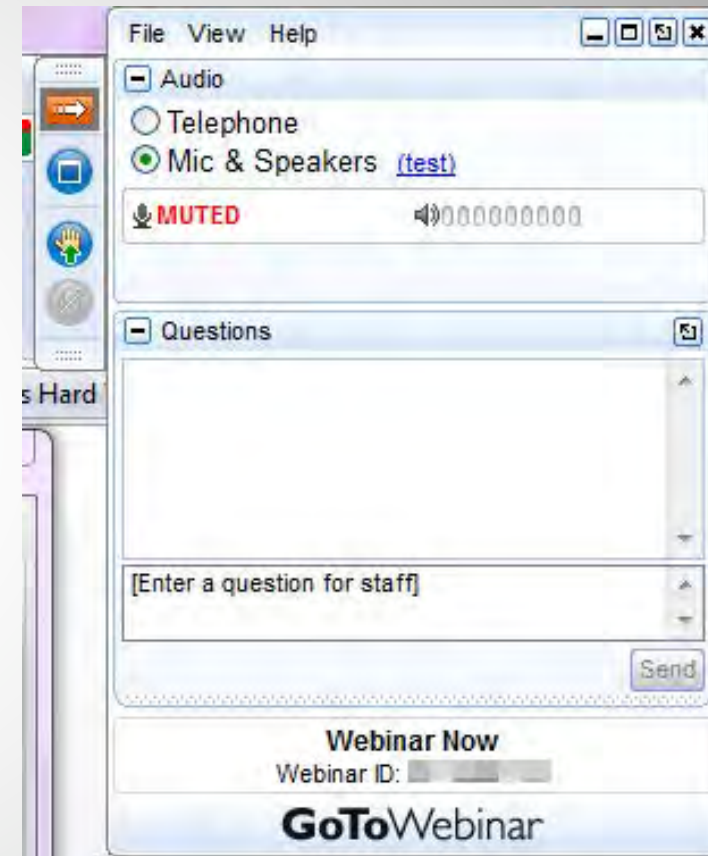 File View Help
Audio
Telephone
Mic & Speakers (test)
MUTED
Questions
s Hard
[Enter a question for staff]
Send
Webinar Now
Webinar ID:
GoToWebinar